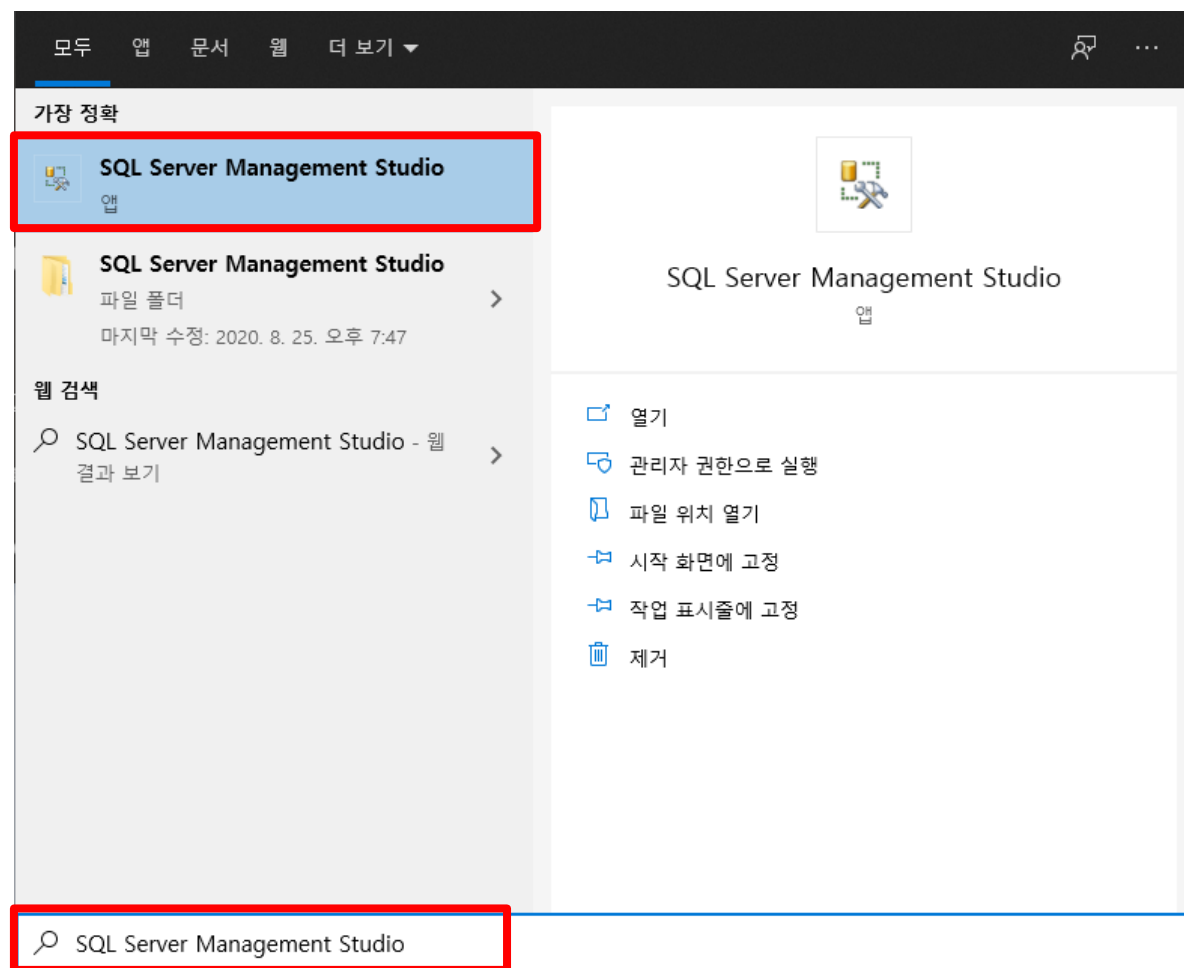 모두 앱 문서 웹 더 보기
가장 정확
SQL Server Management Studio
앱
SQL Server Management Studio
파일 폴더
마지막 수정: 2020. 8. 25. 오후 7:47
웹 검색
SQL Server Management Studio - 웹
결과 보기
SQL Server Management Studio
앱
열기
관리자 권한으로 실행
파일 위치 열기
시작 화면에 고정
작업 표시줄에 고정
제거
SQL Server Management Studio